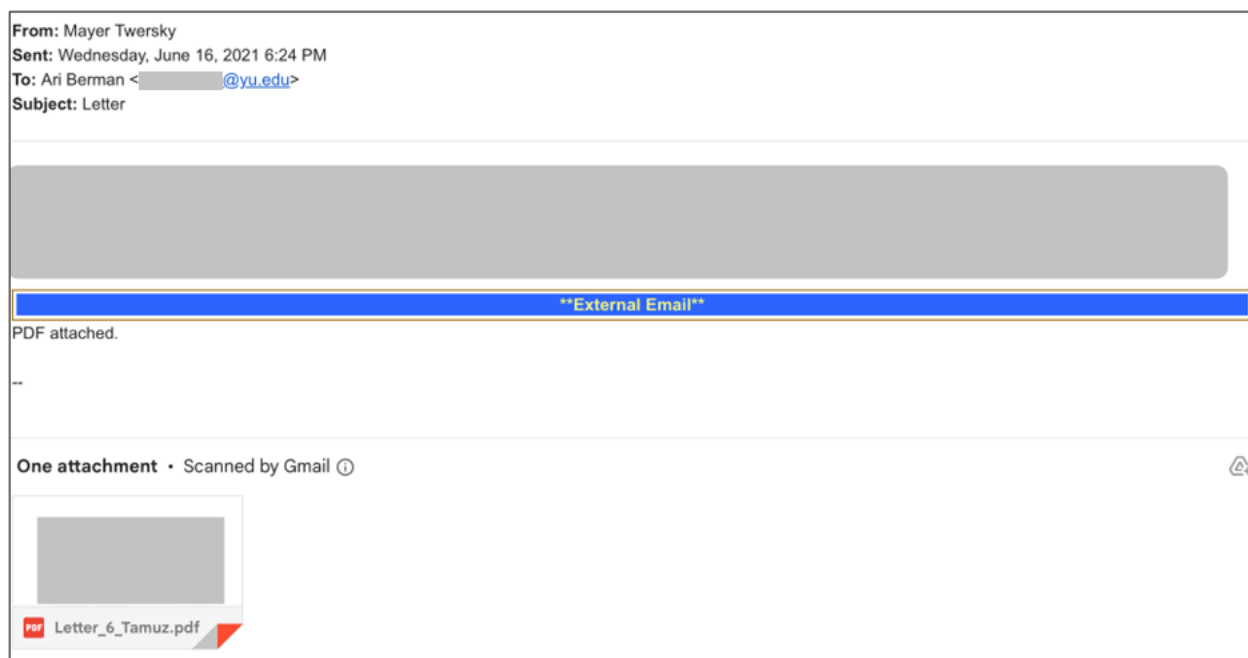 From: Mayer Twersky
Sent: Wednesday, June 16, 2021 6:24 PM
To: Ari Berman < @yu.edu>
Subject: Letter
**External Email**
PDF attached.
--
One attachment • Scanned by Gmail
PDF Letter_6_Tamuz.pdf